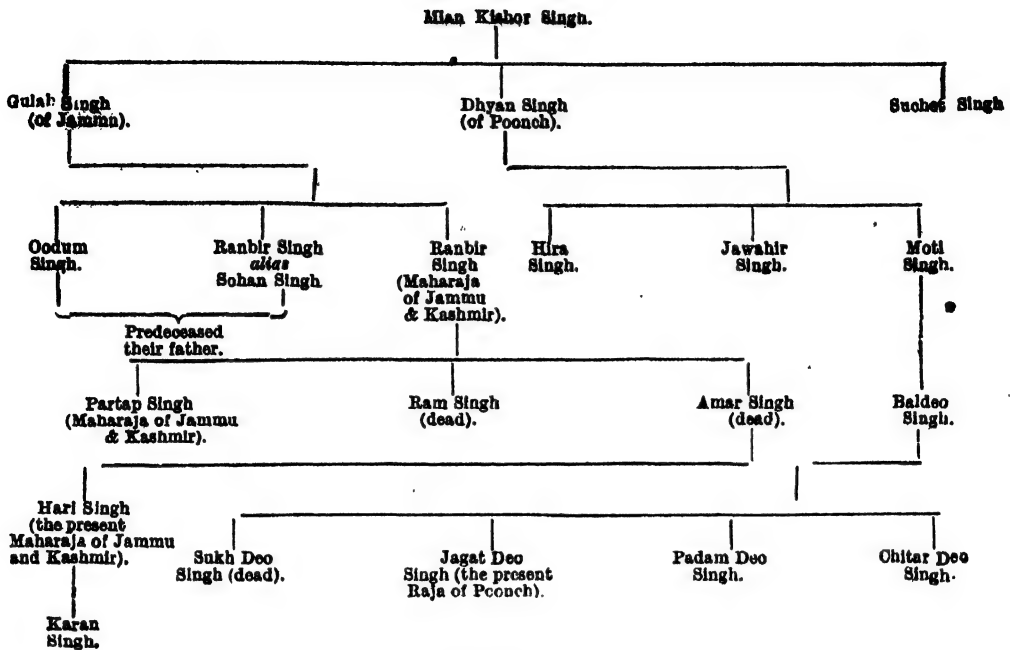 Mian Kishor Singh.
Gulab Singh
(of Jammu).
Dhyan Singh
(of Poonch).
Suchet Singh
Oodum
Singh.
Ranbir Singh
alias
Sohan Singh
Ranbir
Singh
(Maharaja
of Jammu
& Kashmir).
Hira
Singh.
Jawahir
Singh.
Moti
Singh.
Predeceased
their father.
Partap Singh
(Maharaja of Jammu
& Kashmir).
Ram Singh
(dead).
Amar Singh
(dead).
Baldeo
Singh.
Hari Singh
(the present
Maharaja of Jammu
and Kashmir).
Sukh Deo
Singh (dead).
Jagat Deo
Singh (the present
Raja of Poonch).
Padam Deo
Singh.
Chitar Deo
Singh.
Karan
Singh.